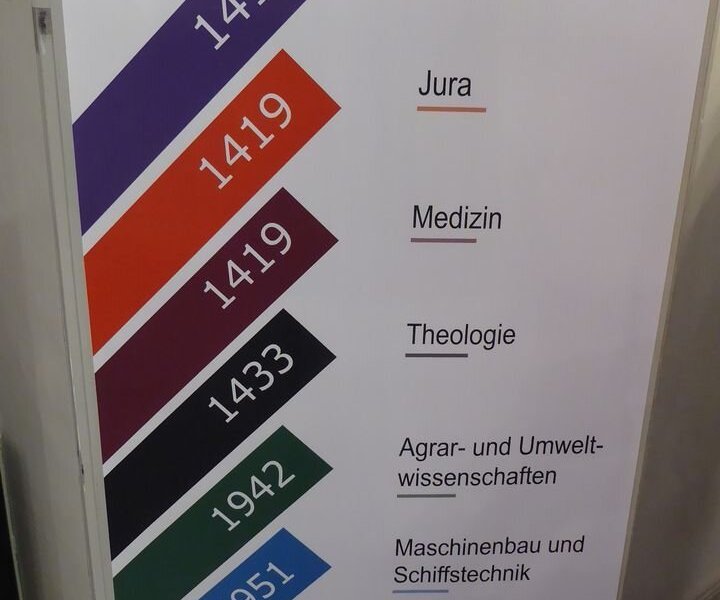 1419
Jura
1419
Medizin
1433
Theologie
1942
Agrar- und Umwelt-
wissenschaften
Maschinenbau und
Schiffstechnik